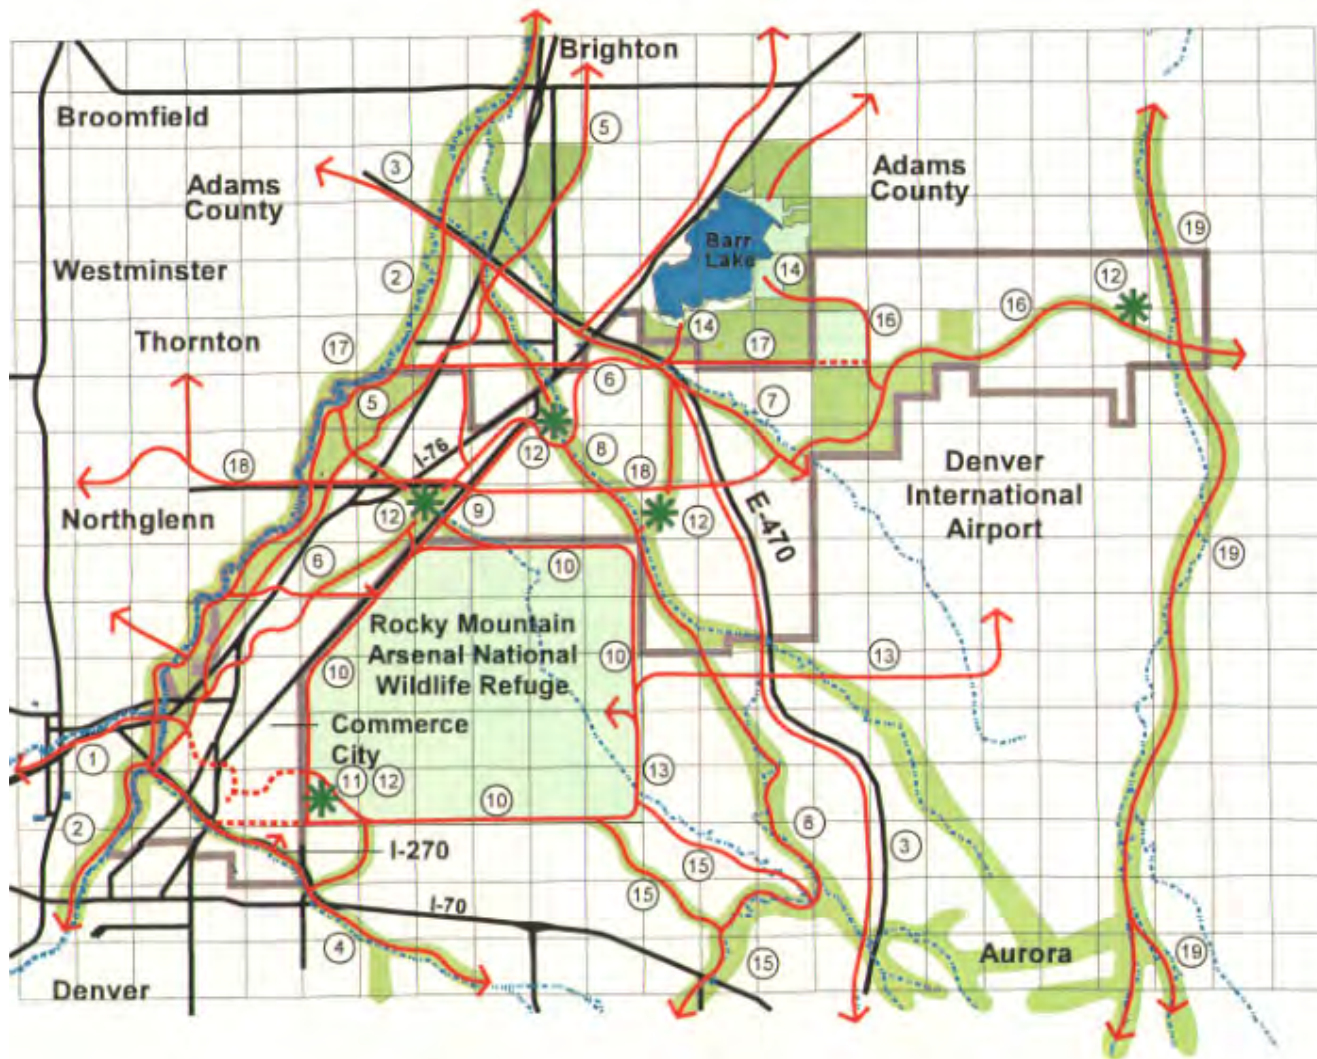 Brighton
Broomfield
5
3
Adams
County
Adams
County
19
Barr
Lake
Westminster
2
14
12
16
16
14
Thornton
17
17
6
5
7
I-76
8
12
18
18
Denver
International
Airport
Northglenn
12
9
12
E-470
6
10
19
Rocky Mountain
Arsenal National
Wildlife Refuge
10
10
13
Commerce
City
1
11
12
13
10
2
8
3
I-270
15
15
I-70
4
15
Aurora
19
Denver